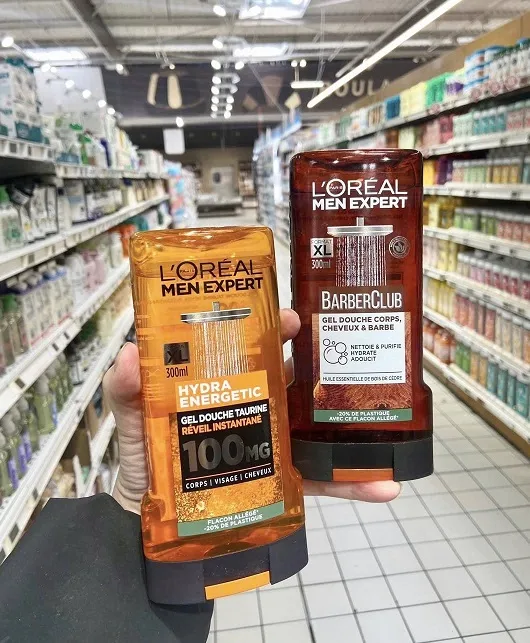 L'ORÉAL
PARIS
MEN EXPERT
XL
300ml
HYDRA
ENERGETIC
GEL DOUCHE TAURINE
RÉVEIL INSTANTANÉ
100MG
CORPS | VISAGE | CHEVEUX
FLACON ALLÉGÉ*
-20% DE PLASTIQUE
L'ORÉAL
PARIS
MEN EXPERT
FORMAT
XL
300ml
BARBERCLUB
GEL DOUCHE CORPS,
CHEVEUX & BARBE
NETTOIE & PURIFIE
HYDRATE
ADOUCIT
HUILE ESSENTIELLE DE BOIS DE CÈDRE
-20% DE PLASTIQUE
AVEC CE FLACON ALLÉGÉ*